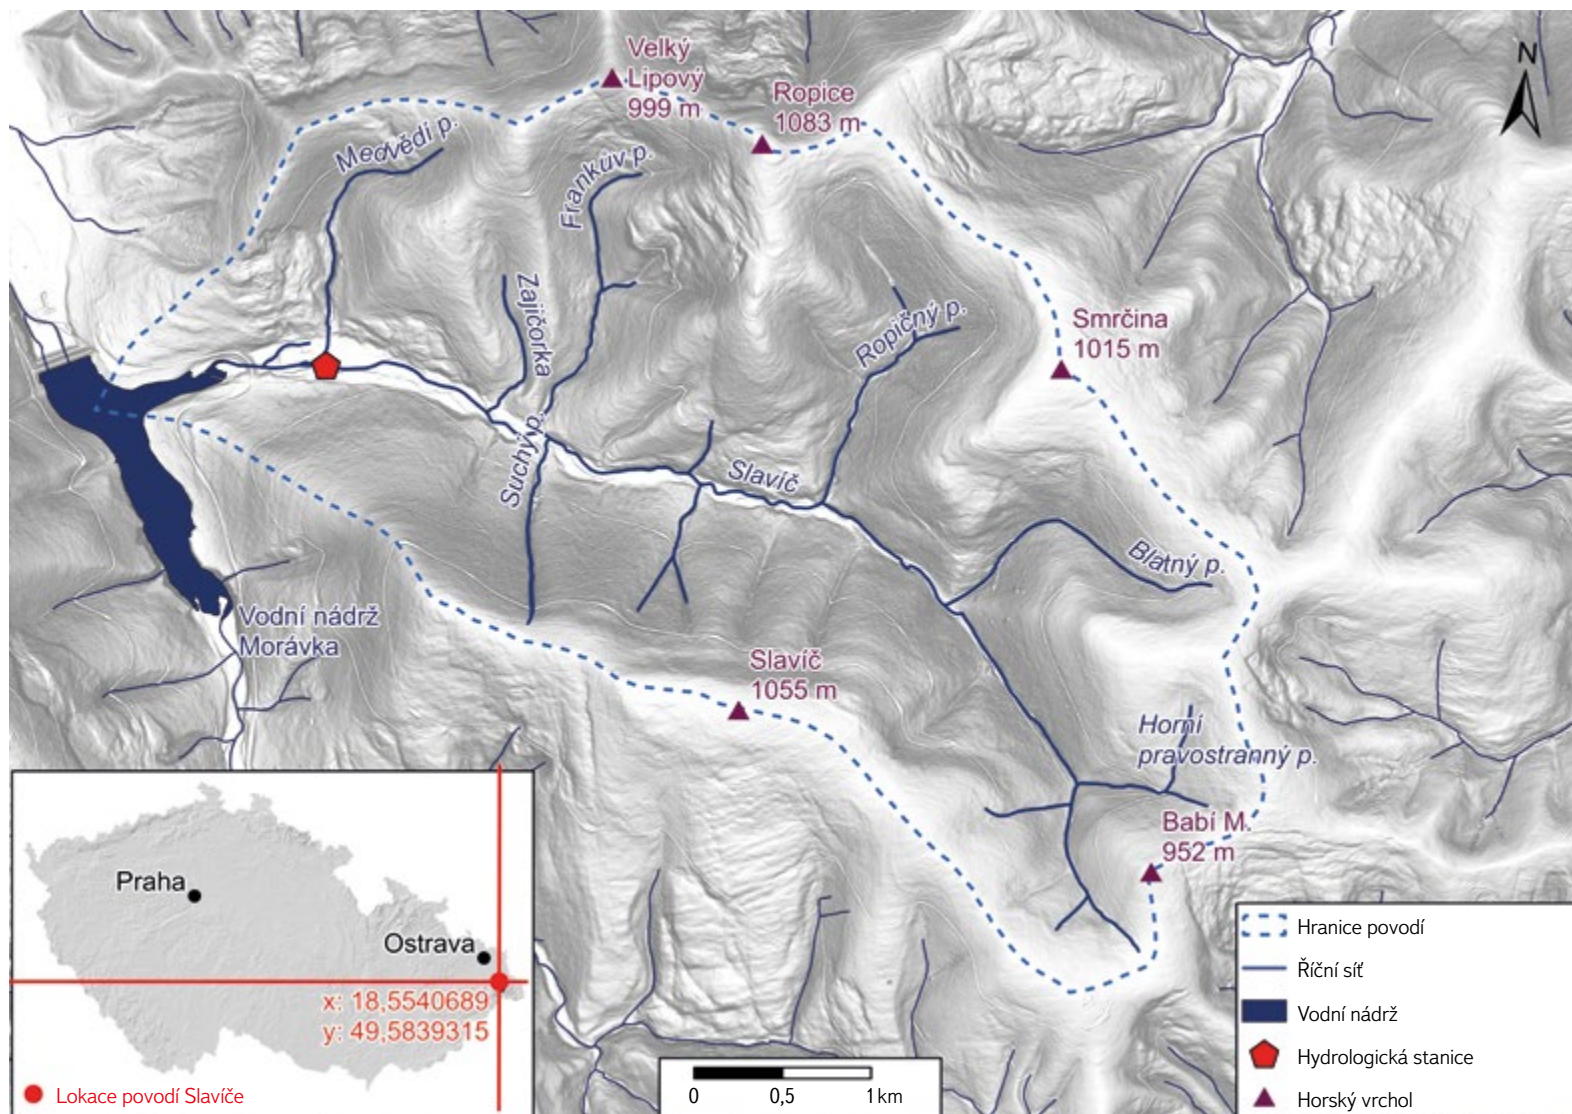 Velký
Lipový
999 m
Ropice
1083 m
N
Medvědí p.
Frankův p.
Zajíčorka
Ropičný p.
Smrčina
1015 m
Suchý p.
Slavíč
Blatný p.
Vodní nádrž
Morávka
Slavíč
1055 m
Horní
pravostranný p.
Babí M.
952 m
Praha
Ostrava
x: 18,5540689
y: 49,5839315
Lokace povodí Slavíče
0 0,5 1 km
Hranice povodí
Říční síť
Vodní nádrž
Hydrologická stanice
Horský vrchol